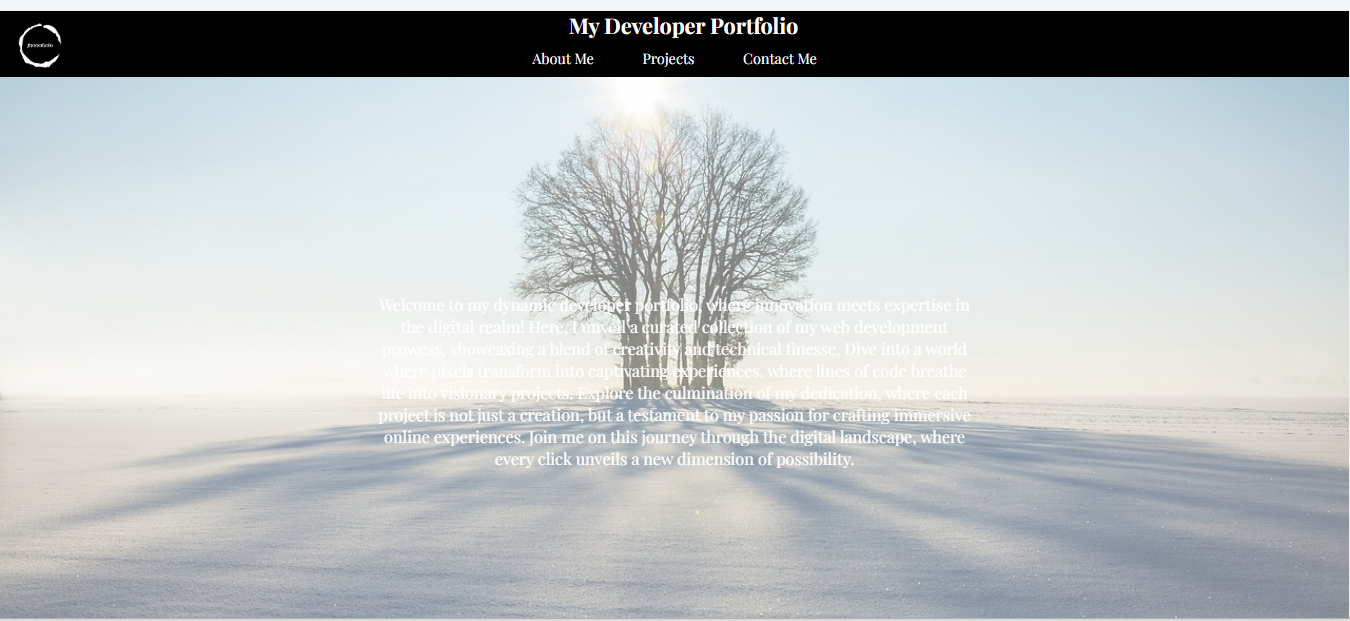 My Developer Portfolio
About Me Projects Contact Me
Welcome to my dynamic developer portfolio, where innovation meets expertise in
the digital realm! Here, I unveil a curated collection of my web development
prowess, showcasing a blend of creativity and technical finesse. Dive into a world
where pixels transform into captivating experiences, where lines of code breathe
life into visionary projects. Explore the culmination of my dedication, where each
project is not just a creation, but a testament to my passion for crafting immersive
online experiences. Join me on this journey through the digital landscape, where
every click unveils a new dimension of possibility.